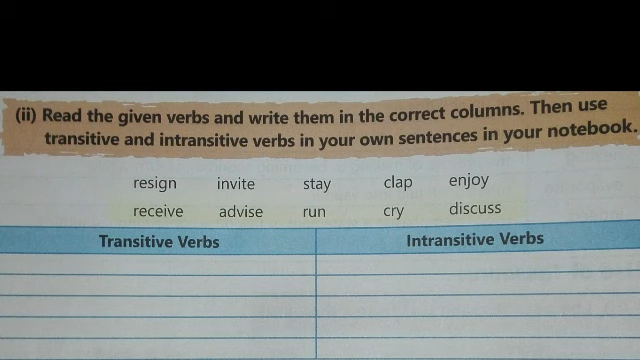 (ii) Read the given verbs and write them in the correct columns. Then use
transitive and intransitive verbs in your own sentences in your notebook.
resign invite stay clap enjoy
receive advise run cry discuss
Transitive Verbs Intransitive Verbs